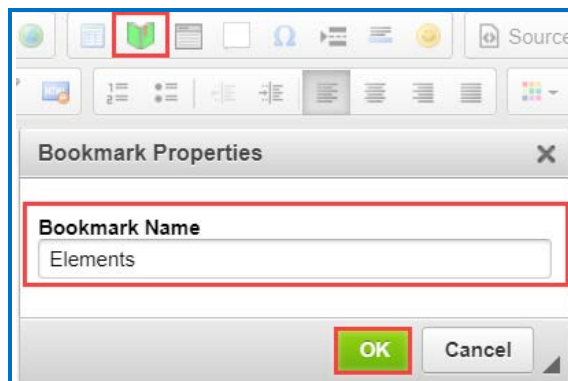 Ω Source
Bookmark Properties
Bookmark Name
Elements
OK Cancel